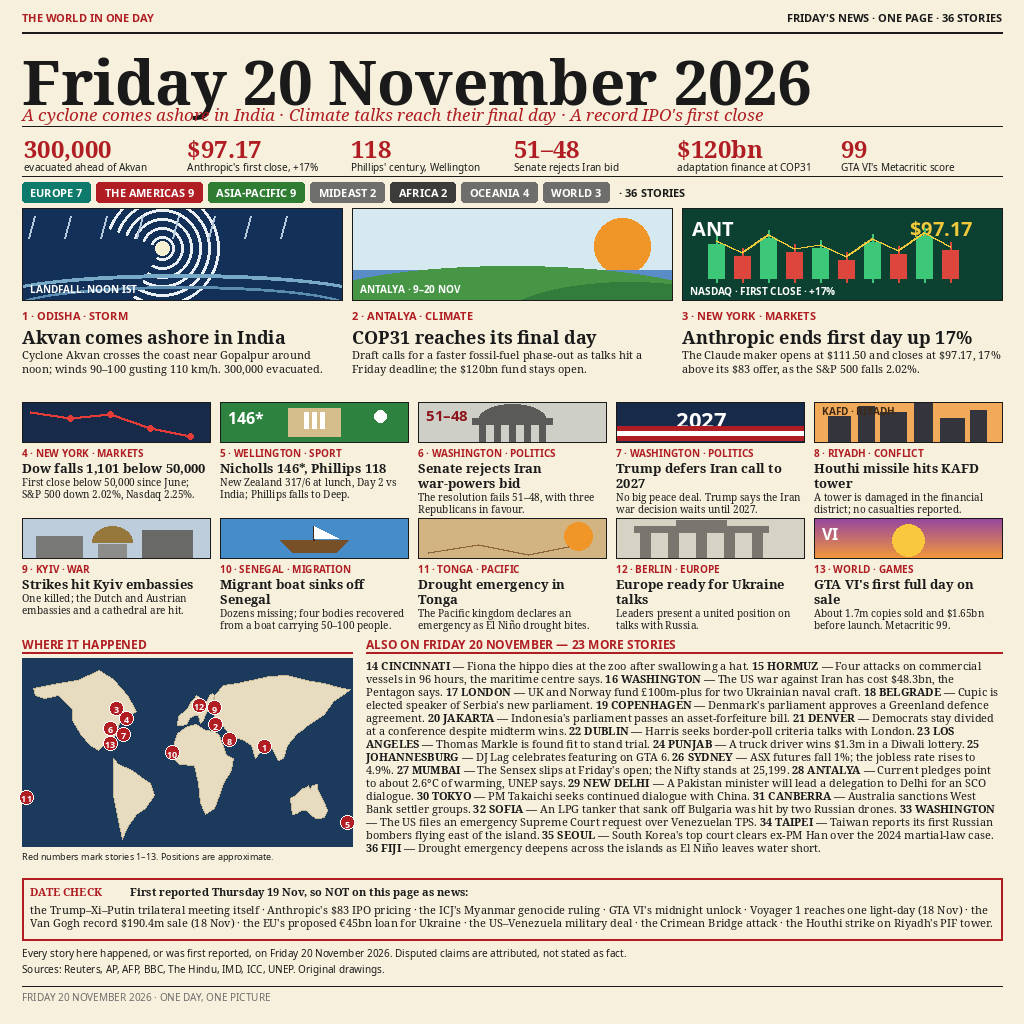 THE WORLD IN ONE DAY
FRIDAY'S NEWS · ONE PAGE · 36 STORIES
Friday 20 November 2026
A cyclone comes ashore in India · Climate talks reach their final day · A record IPO's first close
300,000
evacuated ahead of Akvan
$97.17
Anthropic's first close, +17%
118
Phillips' century, Wellington
51–48
Senate rejects Iran bid
$120bn
adaptation finance at COP31
99
GTA VI's Metacritic score
EUROPE 7
THE AMERICAS 9
ASIA-PACIFIC 9
MIDEAST 2
AFRICA 2
OCEANIA 4
WORLD 3
· 36 STORIES
LANDFALL: NOON IST
1 · ODISHA · STORM
Akvan comes ashore in India
Cyclone Akvan crosses the coast near Gopalpur around
noon; winds 90–100 gusting 110 km/h. 300,000 evacuated.
ANTALYA · 9–20 NOV
2 · ANTALYA · CLIMATE
COP31 reaches its final day
Draft calls for a faster fossil-fuel phase-out as talks hit a
Friday deadline; the $120bn fund stays open.
ANT
$97.17
NASDAQ · FIRST CLOSE · +17%
3 · NEW YORK · MARKETS
Anthropic ends first day up 17%
The Claude maker opens at $111.50 and closes at $97.17, 17%
above its $83 offer, as the S&P 500 falls 2.02%.
4 · NEW YORK · MARKETS
Dow falls 1,101 below 50,000
First close below 50,000 since June;
S&P 500 down 2.02%, Nasdaq 2.25%.
146*
5 · WELLINGTON · SPORT
Nicholls 146*, Phillips 118
New Zealand 317/6 at lunch, Day 2 vs
India; Phillips falls to Deep.
51–48
6 · WASHINGTON · POLITICS
Senate rejects Iran
war-powers bid
The resolution fails 51–48, with three
Republicans in favour.
2027
7 · WASHINGTON · POLITICS
Trump defers Iran call to
2027
No big peace deal. Trump says the Iran
war decision waits until 2027.
KAFD · RIYADH
8 · RIYADH · CONFLICT
Houthi missile hits KAFD
tower
A tower is damaged in the financial
district; no casualties reported.
9 · KYIV · WAR
Strikes hit Kyiv embassies
One killed; the Dutch and Austrian
embassies and a cathedral are hit.
10 · SENEGAL · MIGRATION
Migrant boat sinks off
Senegal
Dozens missing; four bodies recovered
from a boat carrying 50–100 people.
11 · TONGA · PACIFIC
Drought emergency in
Tonga
The Pacific kingdom declares an
emergency as El Niño drought bites.
12 · BERLIN · EUROPE
Europe ready for Ukraine
talks
Leaders present a united position on
talks with Russia.
VI
13 · WORLD · GAMES
GTA VI's first full day on
sale
About 1.7m copies sold and $1.65bn
before launch. Metacritic 99.
WHERE IT HAPPENED
3
4
6
7
13
12
9
2
8
10
1
11
5
Red numbers mark stories 1–13. Positions are approximate.
ALSO ON FRIDAY 20 NOVEMBER — 23 MORE STORIES
14 CINCINNATI — Fiona the hippo dies at the zoo after swallowing a hat. 15 HORMUZ — Four attacks on commercial
vessels in 96 hours, the maritime centre says. 16 WASHINGTON — The US war against Iran has cost $48.3bn, the
Pentagon says. 17 LONDON — UK and Norway fund £100m-plus for two Ukrainian naval craft. 18 BELGRADE — Cupic is
elected speaker of Serbia's new parliament. 19 COPENHAGEN — Denmark's parliament approves a Greenland defence
agreement. 20 JAKARTA — Indonesia's parliament passes an asset-forfeiture bill. 21 DENVER — Democrats stay divided
at a conference despite midterm wins. 22 DUBLIN — Harris seeks border-poll criteria talks with London. 23 LOS
ANGELES — Thomas Markle is found fit to stand trial. 24 PUNJAB — A truck driver wins $1.3m in a Diwali lottery. 25
JOHANNESBURG — DJ Lag celebrates featuring on GTA 6. 26 SYDNEY — ASX futures fall 1%; the jobless rate rises to
4.9%. 27 MUMBAI — The Sensex slips at Friday's open; the Nifty stands at 25,199. 28 ANTALYA — Current pledges point
to about 2.6°C of warming, UNEP says. 29 NEW DELHI — A Pakistan minister will lead a delegation to Delhi for an SCO
dialogue. 30 TOKYO — PM Takaichi seeks continued dialogue with China. 31 CANBERRA — Australia sanctions West
Bank settler groups. 32 SOFIA — An LPG tanker that sank off Bulgaria was hit by two Russian drones. 33 WASHINGTON
— The US files an emergency Supreme Court request over Venezuelan TPS. 34 TAIPEI — Taiwan reports its first Russian
bombers flying east of the island. 35 SEOUL — South Korea's top court clears ex-PM Han over the 2024 martial-law case.
36 FIJI — Drought emergency deepens across the islands as El Niño leaves water short.
DATE CHECK
First reported Thursday 19 Nov, so NOT on this page as news:
the Trump–Xi–Putin trilateral meeting itself · Anthropic's $83 IPO pricing · the ICJ's Myanmar genocide ruling · GTA VI's midnight unlock · Voyager 1 reaches one light-day (18 Nov) · the
Van Gogh record $190.4m sale (18 Nov) · the EU's proposed €45bn loan for Ukraine · the US–Venezuela military deal · the Crimean Bridge attack · the Houthi strike on Riyadh's PIF tower.
Every story here happened, or was first reported, on Friday 20 November 2026. Disputed claims are attributed, not stated as fact.
Sources: Reuters, AP, AFP, BBC, The Hindu, IMD, ICC, UNEP. Original drawings.
FRIDAY 20 NOVEMBER 2026 · ONE DAY, ONE PICTURE